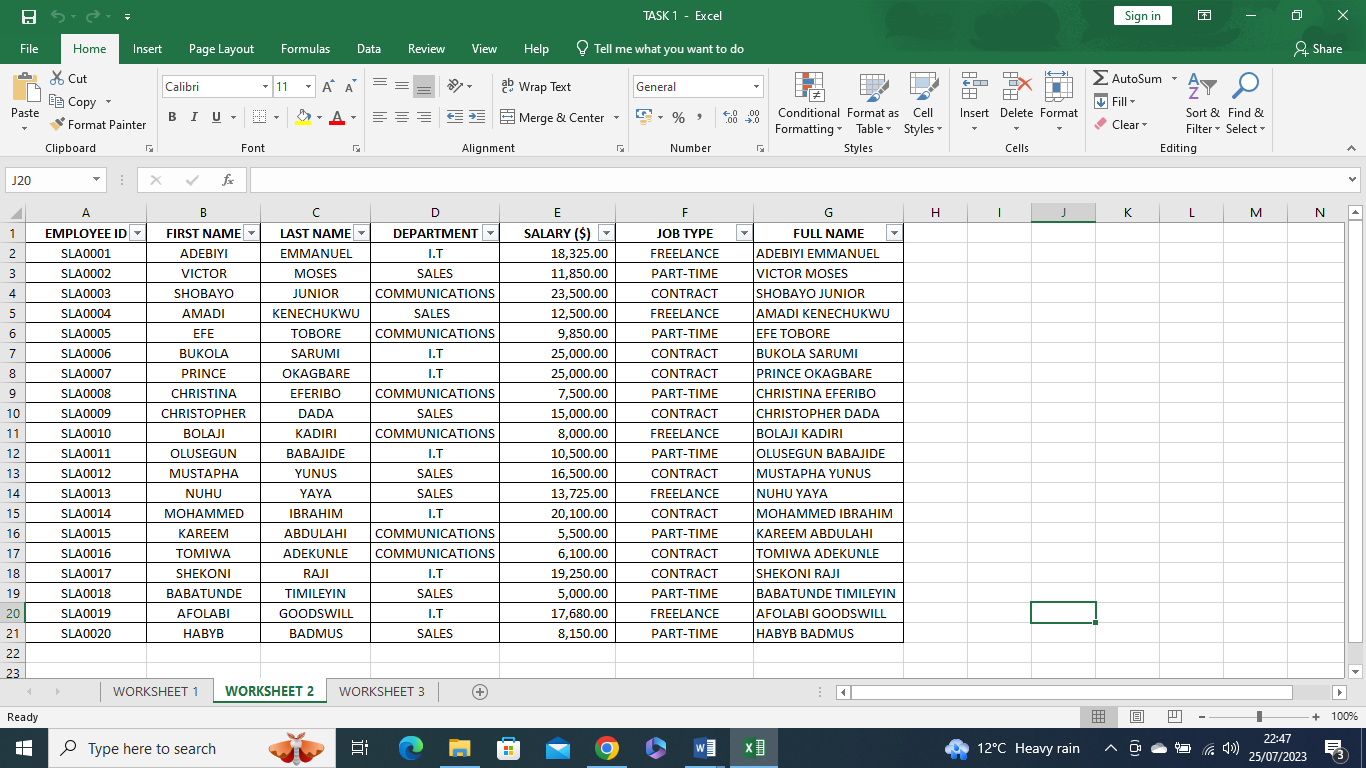 TASK 1 - Excel
Sign in
File Home Insert Page Layout Formulas Data Review View Help Tell me what you want to do Share
Paste
Cut
Copy
Format Painter
Clipboard
Calibri 11
B I U
Font
Wrap Text
Merge & Center
Alignment
General
% ,
Number
Conditional Formatting
Format as Table
Cell Styles
Styles
Insert
Delete
Format
Cells
AutoSum
Fill
Clear
Sort & Filter
Find & Select
Editing
J20 fx
A B C D E F G H I J K L M N
1 EMPLOYEE ID FIRST NAME LAST NAME DEPARTMENT SALARY ($) JOB TYPE FULL NAME
2 SLA0001 ADEBIYI EMMANUEL I.T 18,325.00 FREELANCE ADEBIYI EMMANUEL
3 SLA0002 VICTOR MOSES SALES 11,850.00 PART-TIME VICTOR MOSES
4 SLA0003 SHOBAYO JUNIOR COMMUNICATIONS 23,500.00 CONTRACT SHOBAYO JUNIOR
5 SLA0004 AMADI KENECHUKWU SALES 12,500.00 FREELANCE AMADI KENECHUKWU
6 SLA0005 EFE TOBORE COMMUNICATIONS 9,850.00 PART-TIME EFE TOBORE
7 SLA0006 BUKOLA SARUMI I.T 25,000.00 CONTRACT BUKOLA SARUMI
8 SLA0007 PRINCE OKAGBARE I.T 25,000.00 CONTRACT PRINCE OKAGBARE
9 SLA0008 CHRISTINA EFERIBO COMMUNICATIONS 7,500.00 PART-TIME CHRISTINA EFERIBO
10 SLA0009 CHRISTOPHER DADA SALES 15,000.00 CONTRACT CHRISTOPHER DADA
11 SLA0010 BOLAJI KADIRI COMMUNICATIONS 8,000.00 FREELANCE BOLAJI KADIRI
12 SLA0011 OLUSEGUN BABAJIDE I.T 10,500.00 PART-TIME OLUSEGUN BABAJIDE
13 SLA0012 MUSTAPHA YUNUS SALES 16,500.00 CONTRACT MUSTAPHA YUNUS
14 SLA0013 NUHU YAYA SALES 13,725.00 FREELANCE NUHU YAYA
15 SLA0014 MOHAMMED IBRAHIM I.T 20,100.00 CONTRACT MOHAMMED IBRAHIM
16 SLA0015 KAREEM ABDULAHI COMMUNICATIONS 5,500.00 PART-TIME KAREEM ABDULAHI
17 SLA0016 TOMIWA ADEKUNLE COMMUNICATIONS 6,100.00 CONTRACT TOMIWA ADEKUNLE
18 SLA0017 SHEKONI RAJI I.T 19,250.00 CONTRACT SHEKONI RAJI
19 SLA0018 BABATUNDE TIMILEYIN SALES 5,000.00 PART-TIME BABATUNDE TIMILEYIN
20 SLA0019 AFOLABI GOODSWILL I.T 17,680.00 FREELANCE AFOLABI GOODSWILL
21 SLA0020 HABYB BADMUS SALES 8,150.00 PART-TIME HABYB BADMUS
22
23
WORKSHEET 1 WORKSHEET 2 WORKSHEET 3
Ready 100%
Type here to search 12°C Heavy rain 22:47
25/07/2023 3